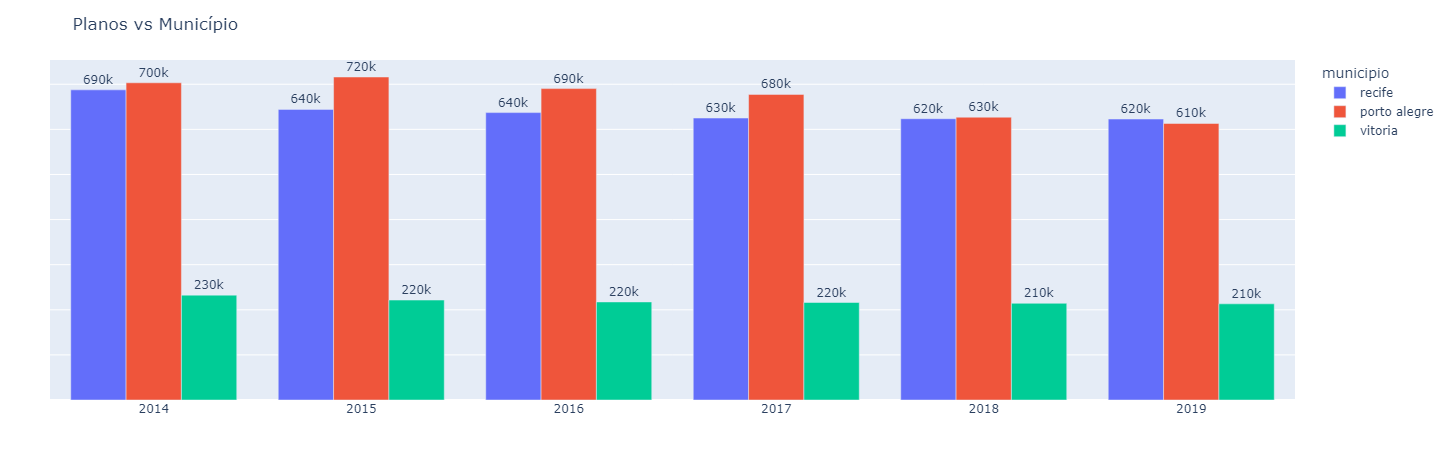 Planos vs Município
690k 700k 230k
640k 720k 220k
640k 690k 220k
630k 680k 220k
620k 630k 210k
620k 610k 210k
2014 2015 2016 2017 2018 2019
municipio
recife
porto alegre
vitoria